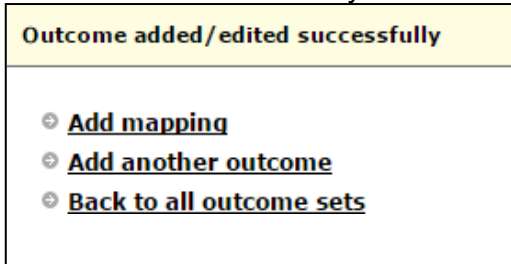 Outcome added/edited successfully
Add mapping
Add another outcome
Back to all outcome sets